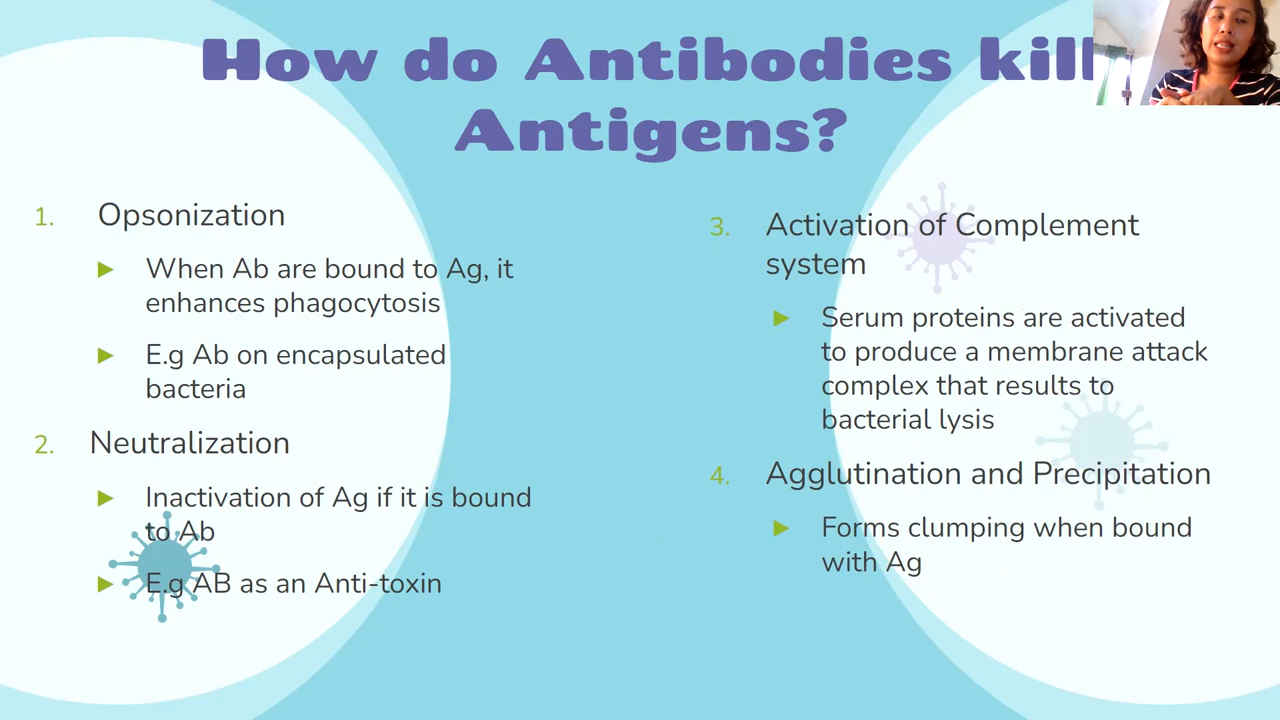 How do Antibodies kill
Antigens?
1. Opsonization
When Ab are bound to Ag, it
enhances phagocytosis
E.g Ab on encapsulated
bacteria
2. Neutralization
Inactivation of Ag if it is bound
to Ab
E.g AB as an Anti-toxin
3. Activation of Complement
system
Serum proteins are activated
to produce a membrane attack
complex that results to
bacterial lysis
4. Agglutination and Precipitation
Forms clumping when bound
with Ag